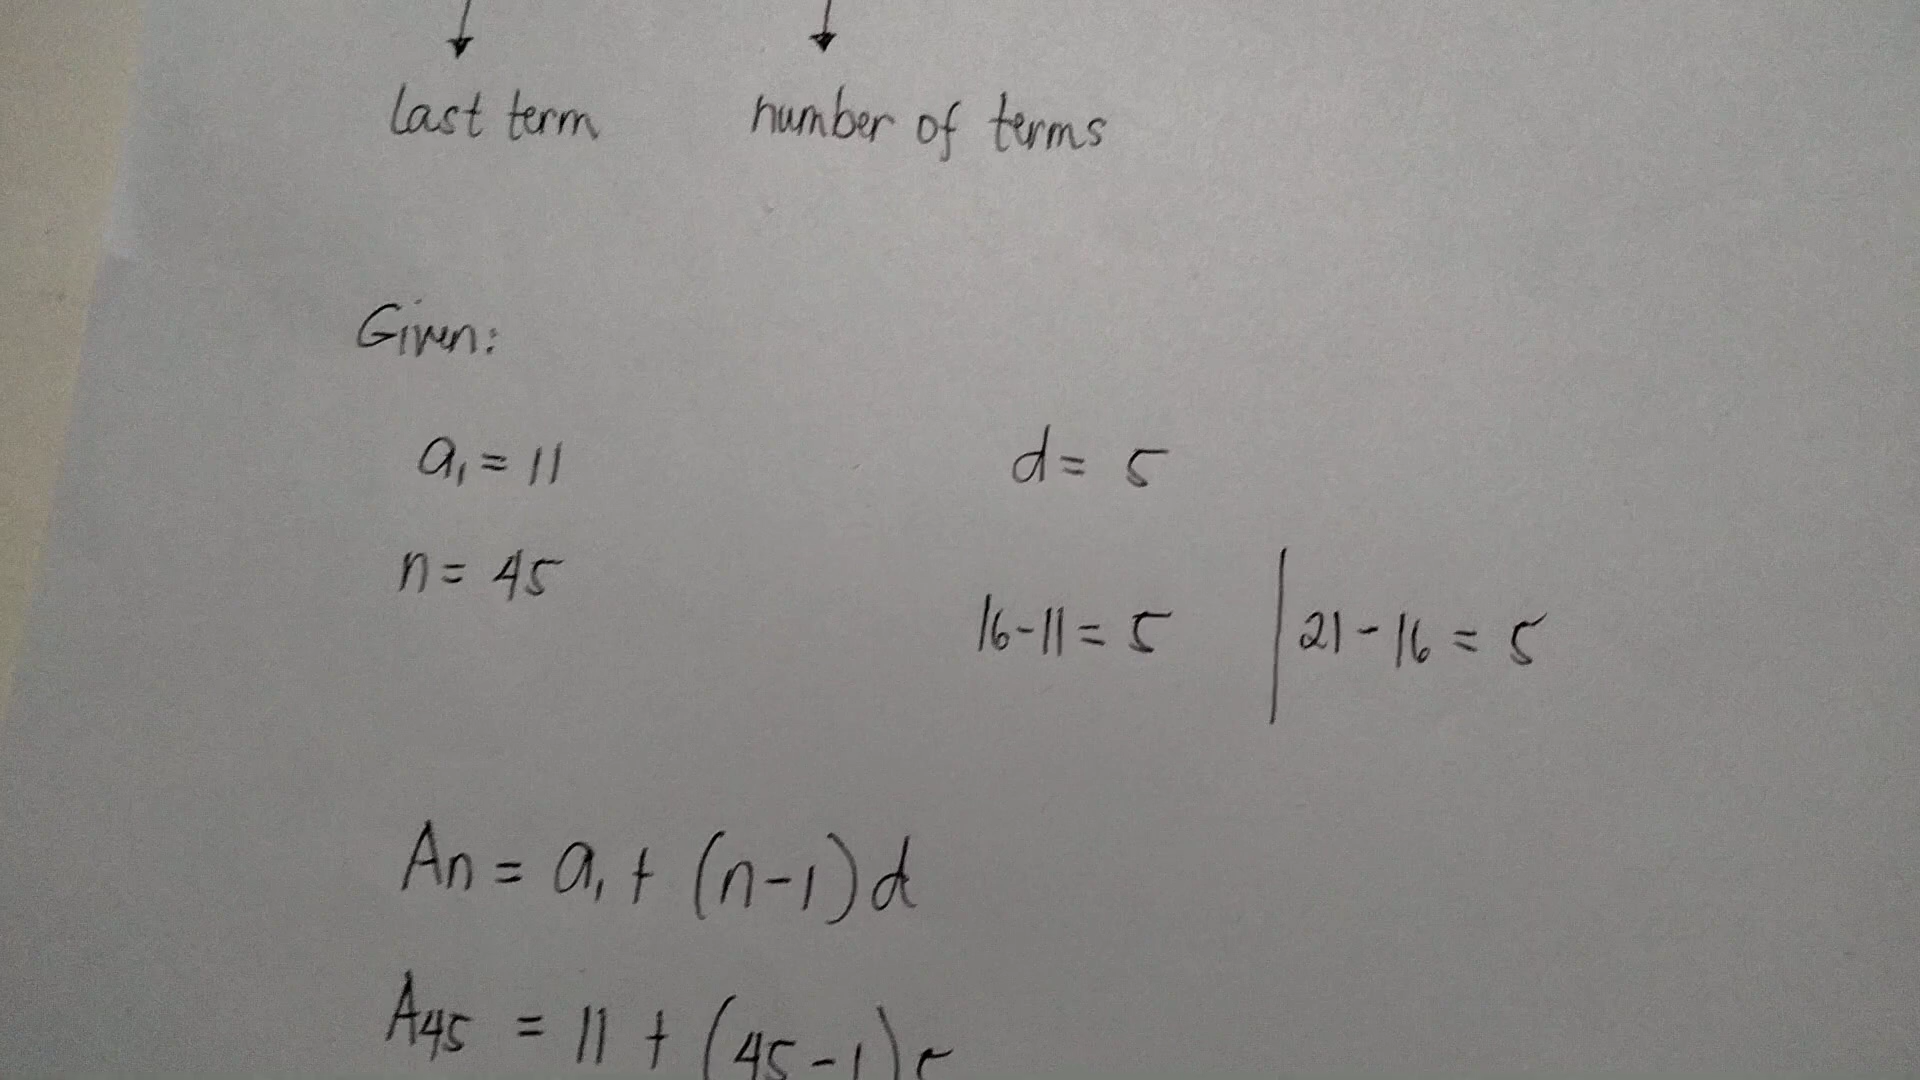 last term number of terms
Given:
a₁ = 11 d = 5
n = 45
16-11 = 5 | 21-16 = 5
An = a₁ + (n-1)d
A45 = 11 + (45-1)5